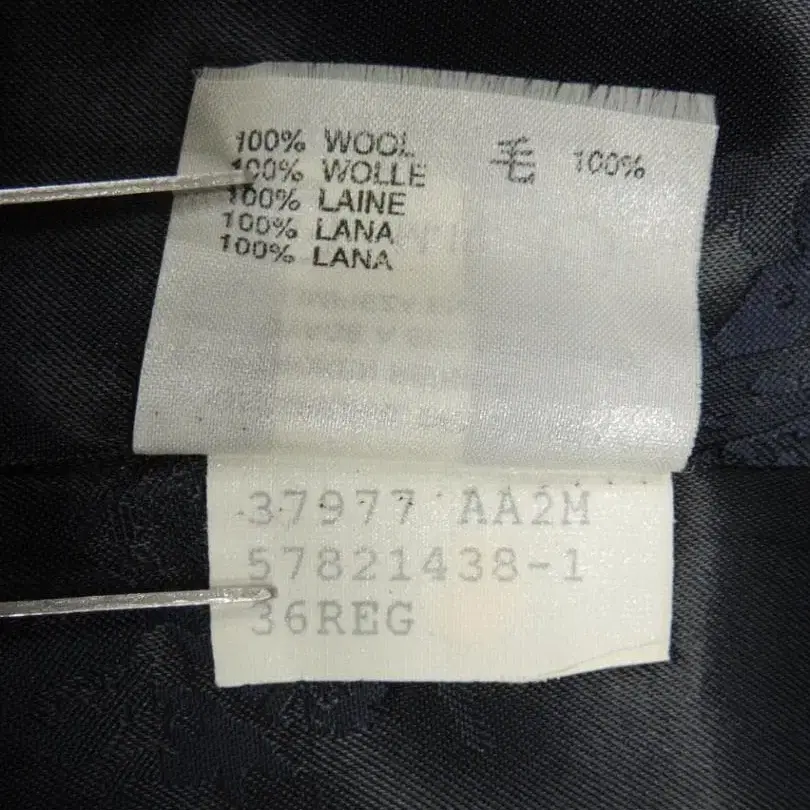 100% WOOL 毛 100%
100% WOLLE
100% LAINE
100% LANA
100% LANA
37977 AA2M
57821438-1
36REG